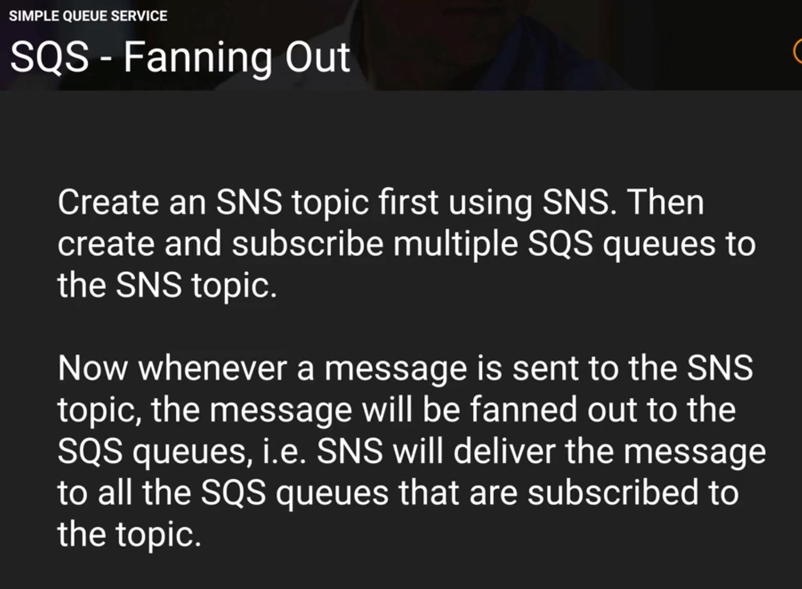 SIMPLE QUEUE SERVICE
SQS - Fanning Out
Create an SNS topic first using SNS. Then
create and subscribe multiple SQS queues to
the SNS topic.
Now whenever a message is sent to the SNS
topic, the message will be fanned out to the
SQS queues, i.e. SNS will deliver the message
to all the SQS queues that are subscribed to
the topic.